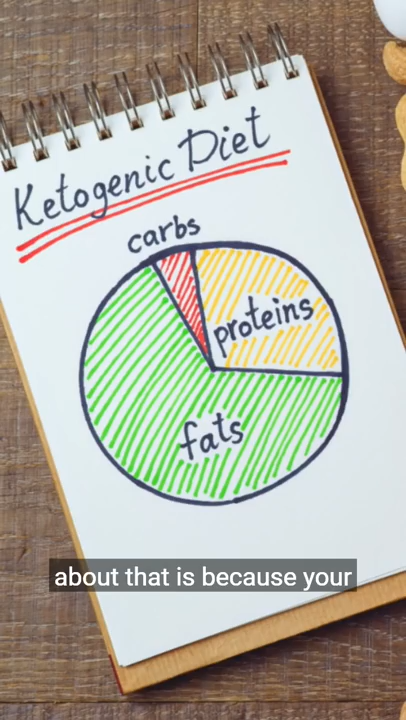 Ketogenic Diet
carbs
proteins
fats
about that is because your